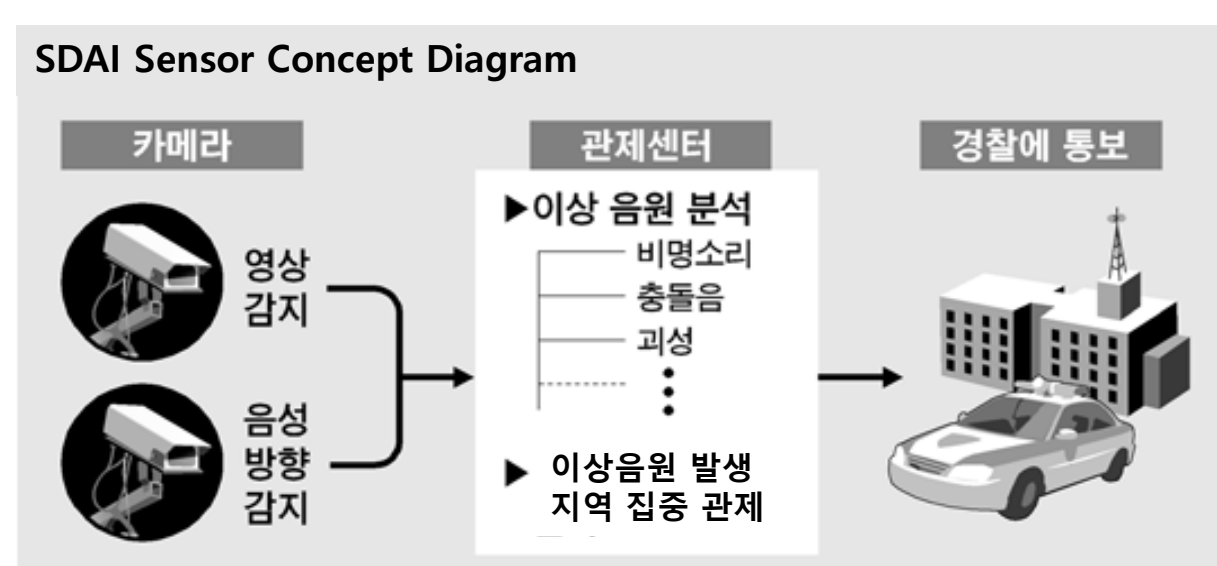 SDAI Sensor Concept Diagram
카메라
영상
감지
음성
방향
감지
관제센터
▶이상 음원 분석
비명소리
충돌음
괴성
▶ 이상음원 발생
지역 집중 관제
경찰에 통보